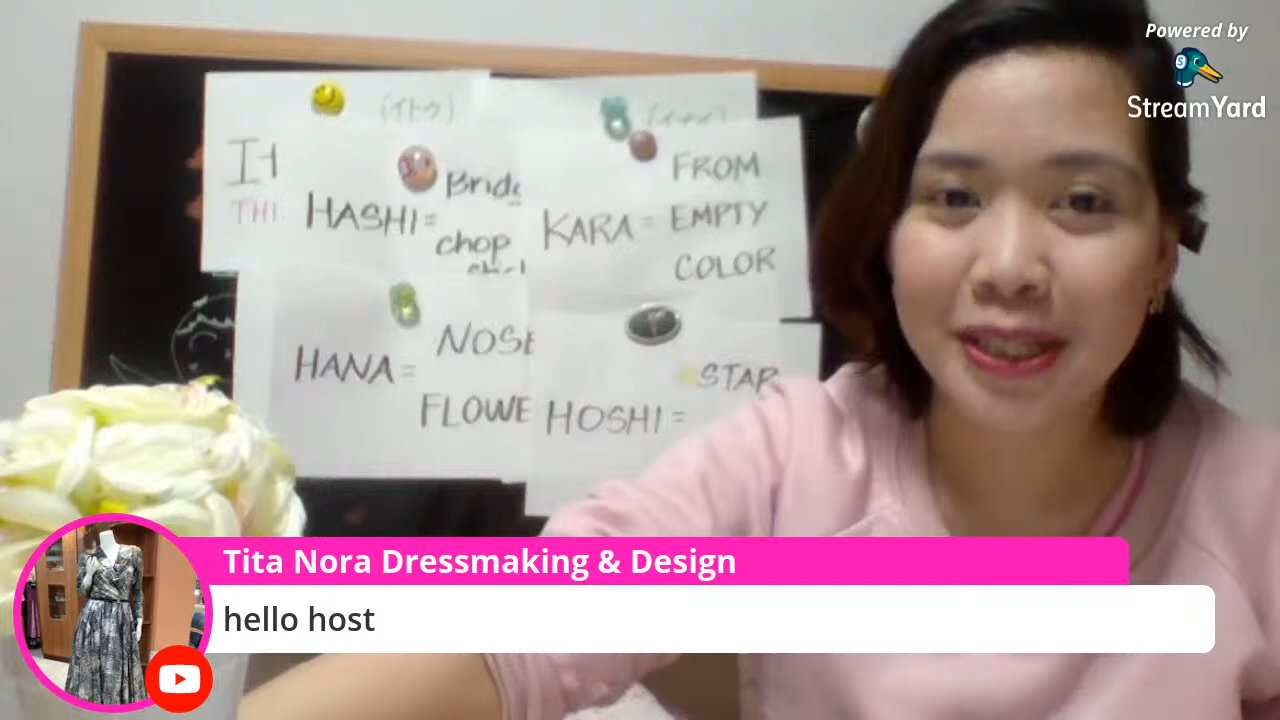 Powered by
StreamYard
(イトウ)
HASHI = Bridg
chop
KARA = FROM
EMPTY
COLOR
HANA = NOSE
FLOWE
HOSHI = STAR
Tita Nora Dressmaking & Design
hello host